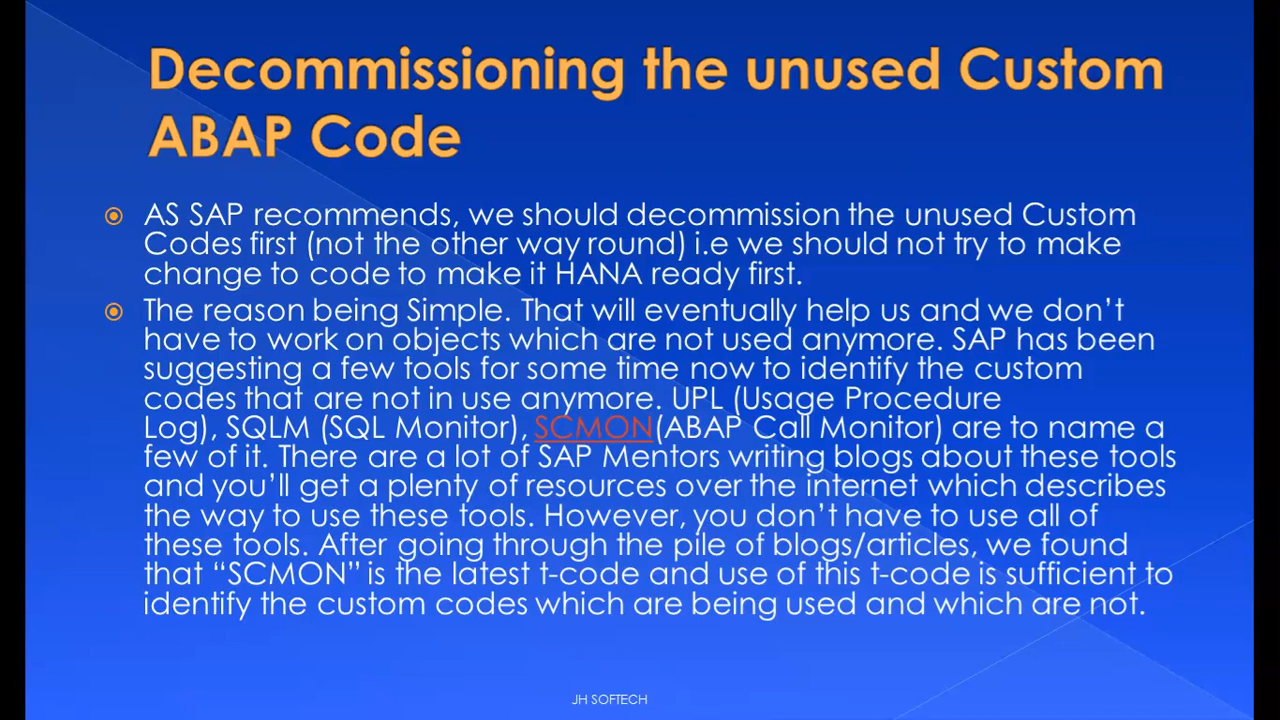 Decommissioning the unused Custom
ABAP Code
AS SAP recommends, we should decommission the unused Custom
Codes first (not the other way round) i.e we should not try to make
change to code to make it HANA ready first.
The reason being Simple. That will eventually help us and we don’t
have to work on objects which are not used anymore. SAP has been
suggesting a few tools for some time now to identify the custom
codes that are not in use anymore. UPL (Usage Procedure
Log), SQLM (SQL Monitor), SCMON(ABAP Call Monitor) are to name a
few of it. There are a lot of SAP Mentors writing blogs about these tools
and you’ll get a plenty of resources over the internet which describes
the way to use these tools. However, you don’t have to use all of
these tools. After going through the pile of blogs/articles, we found
that “SCMON” is the latest t-code and use of this t-code is sufficient to
identify the custom codes which are being used and which are not.
JH SOFTECH